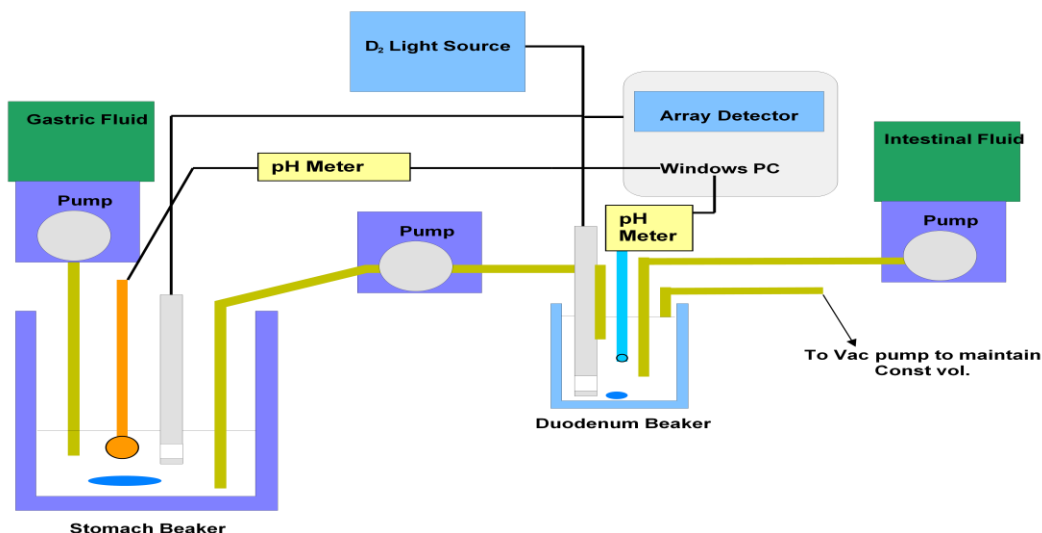 D₂ Light Source
Gastric Fluid
Array Detector
Intestinal Fluid
pH Meter
Windows PC
Pump
Pump
pH
Meter
Pump
To Vac pump to maintain
Const vol.
Duodenum Beaker
Stomach Beaker